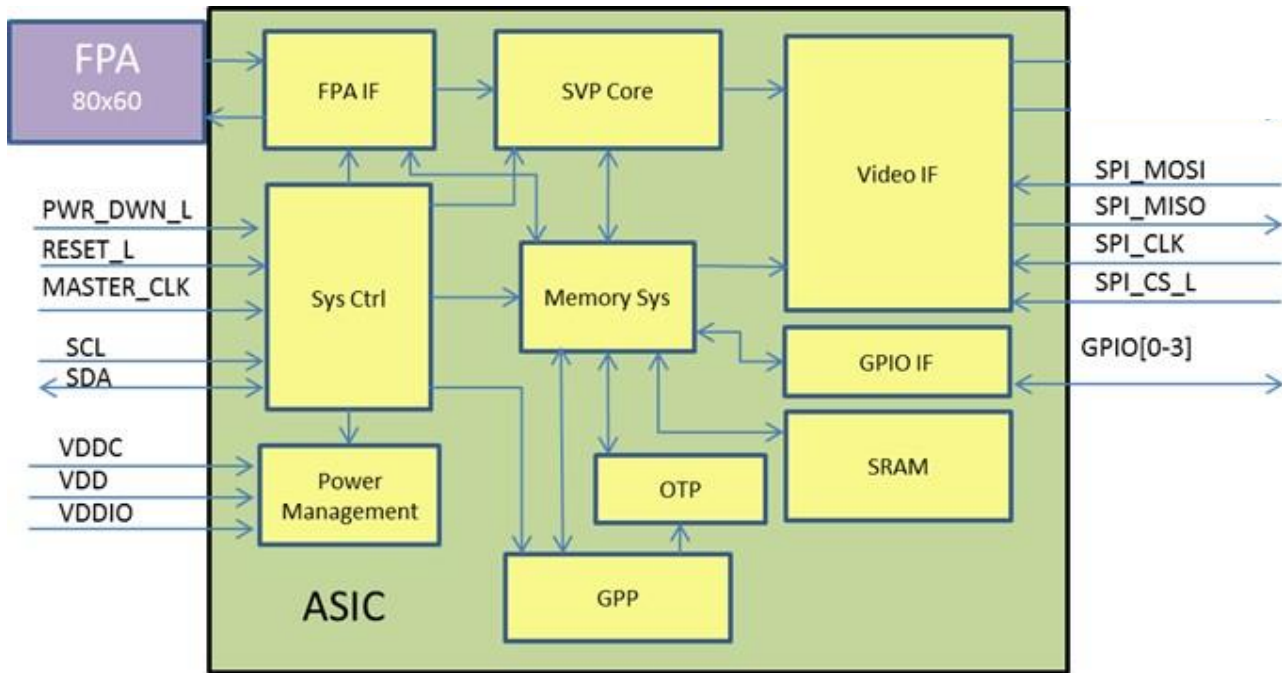 FPA
80x60
FPA IF
SVP Core
Video IF
SPI_MOSI
SPI_MISO
SPI_CLK
SPI_CS_L
PWR_DWN_L
RESET_L
MASTER_CLK
SCL
SDA
Sys Ctrl
Memory Sys
GPIO IF
GPIO[0-3]
SRAM
VDDC
VDD
VDDIO
Power
Management
OTP
GPP
ASIC